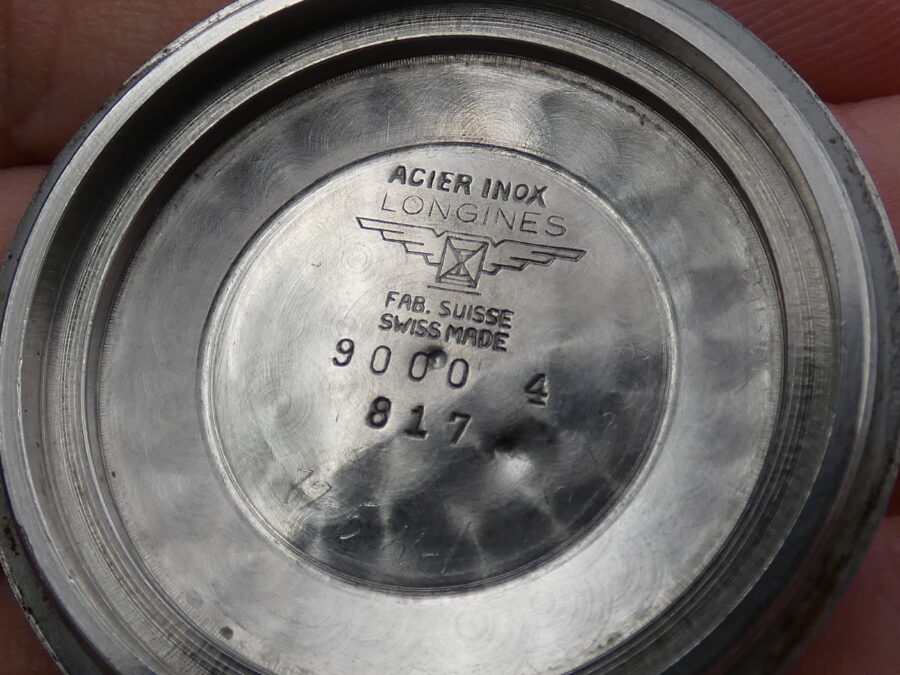 ACIER INOX
LONGINES
FAB. SUISSE
SWISS MADE
9000 4
817